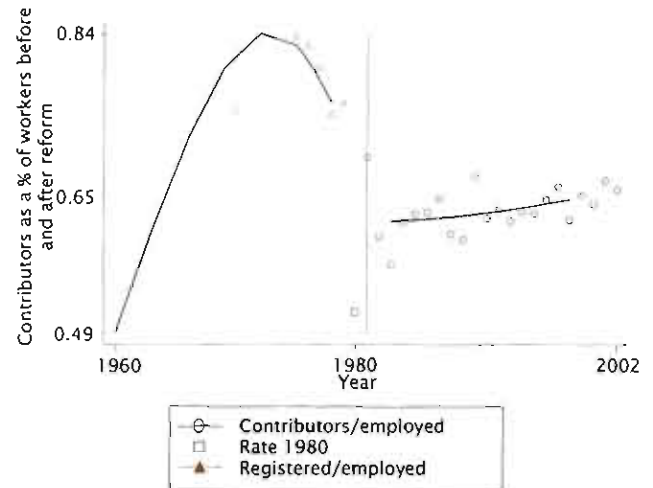 Contributors as a % of workers before
and after reform
0.84
0.65
0.49
1960
1980
2002
Year
Contributors/employed
Rate 1980
Registered/employed